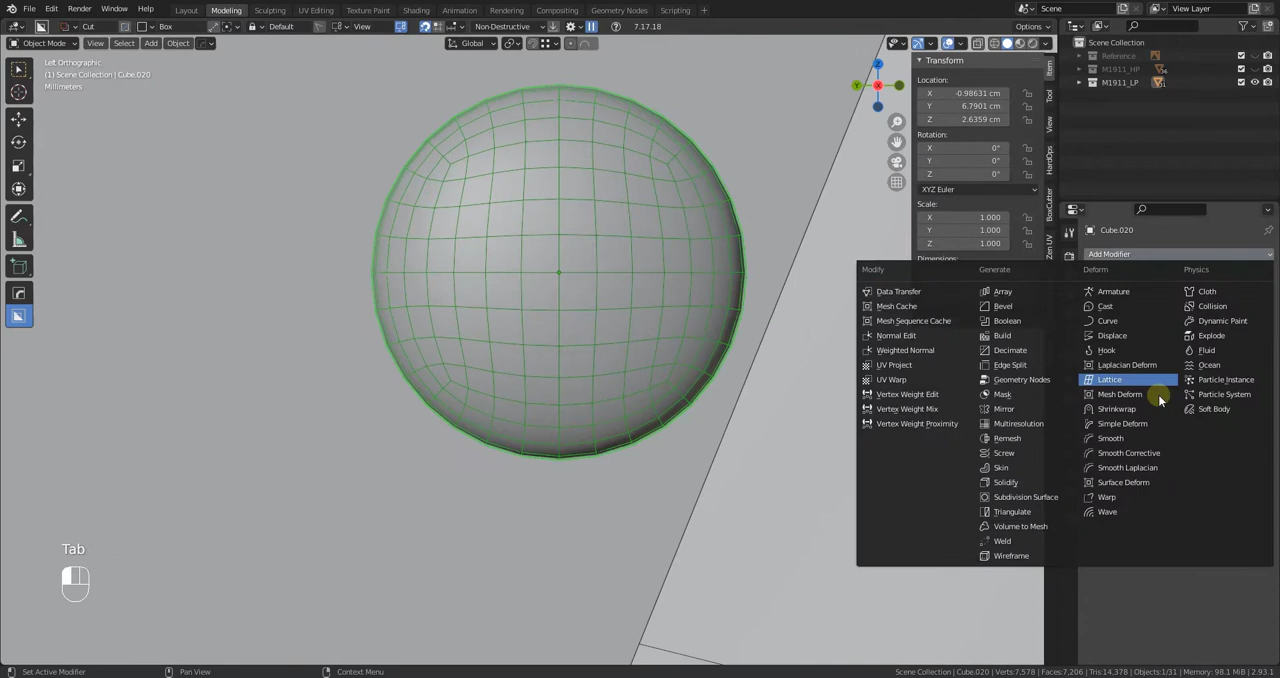 File Edit Render Window Help Layout Modeling Sculpting UV Editing Texture Paint Shading Animation Rendering Compositing Geometry Nodes Scripting + Scene View Layer
Cut Box Default View Non-Destructive 7.17.18 Options
Object Mode View Select Add Object Global
Left Orthographic
(1) Scene Collection | Cube.020
Millimeters
X
Y
Z
Transform
Location:
X -0.98631 cm
Y 6.7901 cm
Z 2.6359 cm
Rotation:
X 0°
Y 0°
Z 0°
XYZ Euler
Scale:
X 1.000
Y 1.000
Z 1.000
Item
Tool
View
HardOps
BoxCutter
Zen UV
Scene Collection
Reference
M1911_HP
M1911_LP
Cube.020
Add Modifier
Modify
Data Transfer
Mesh Cache
Mesh Sequence Cache
Normal Edit
Weighted Normal
UV Project
UV Warp
Vertex Weight Edit
Vertex Weight Mix
Vertex Weight Proximity
Generate
Array
Bevel
Boolean
Build
Decimate
Edge Split
Geometry Nodes
Mask
Mirror
Multiresolution
Remesh
Screw
Skin
Solidify
Subdivision Surface
Triangulate
Volume to Mesh
Weld
Wireframe
Deform
Armature
Cast
Curve
Displace
Hook
Laplacian Deform
Lattice
Mesh Deform
Shrinkwrap
Simple Deform
Smooth
Smooth Corrective
Smooth Laplacian
Surface Deform
Warp
Wave
Physics
Cloth
Collision
Dynamic Paint
Explode
Fluid
Ocean
Particle Instance
Particle System
Soft Body
Tab
Set Active Modifier Pan View Context Menu Scene Collection | Cube.020 | Verts:7,578 | Faces:7,206 | Tris:14,378 | Objects:1/31 | Memory: 98.1 MiB | 2.93.1